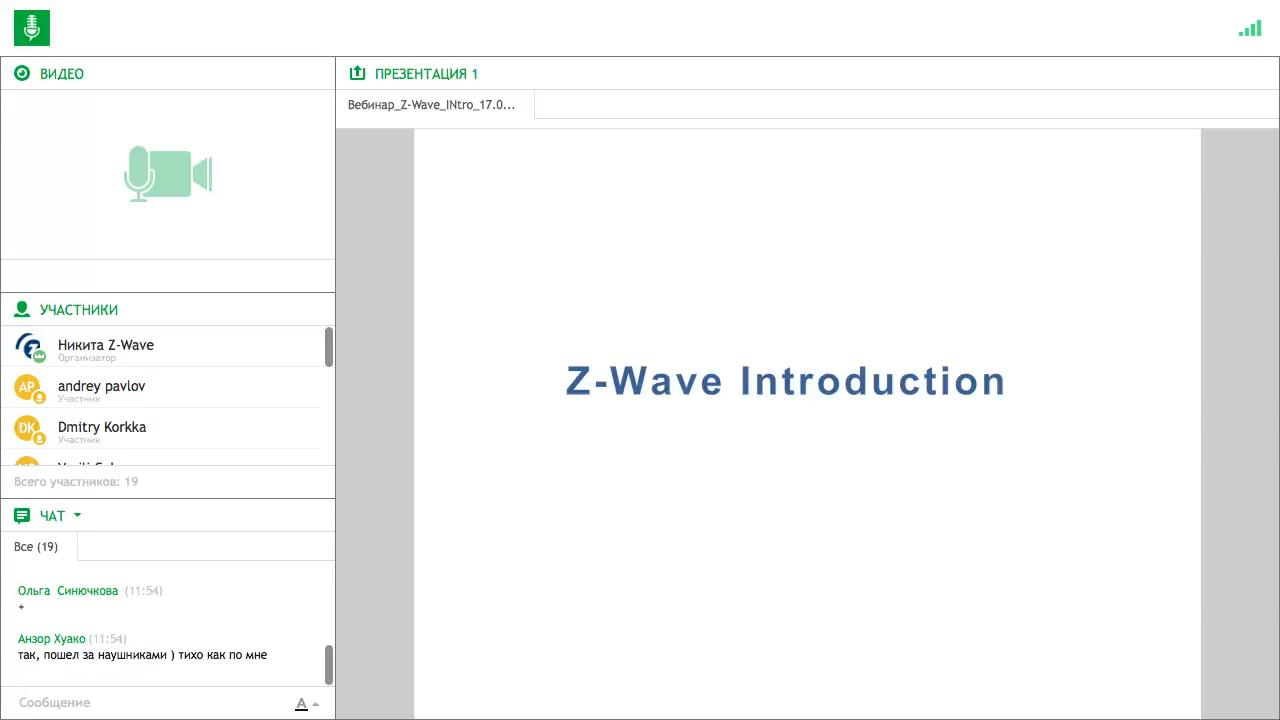 ВИДЕО
ПРЕЗЕНТАЦИЯ 1
Вебинар_Z-Wave_INtro_17.0...
Z-Wave Introduction
УЧАСТНИКИ
Никита Z-Wave
Организатор
AP
andrey pavlov
Участник
DK
Dmitry Korkka
Участник
Всего участников: 19
ЧАТ
Все (19)
Ольга Синючкова (11:54)
+
Анзор Хуако (11:54)
так, пошел за наушниками ) тихо как по мне
Сообщение
A